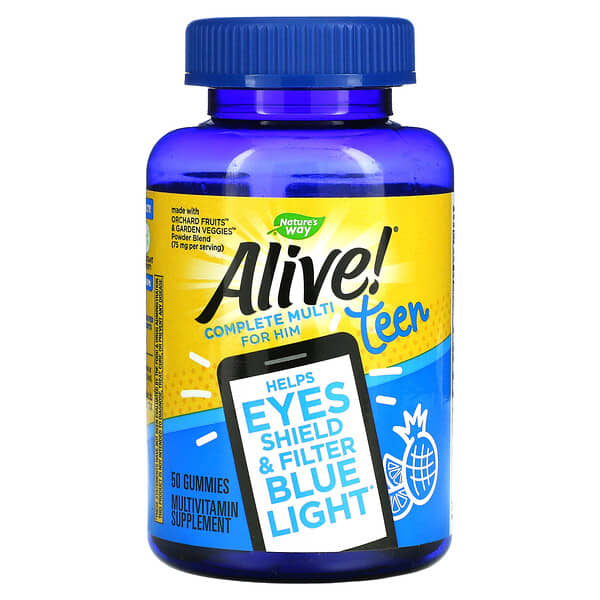 made with
ORCHARD FRUITS™
& GARDEN VEGGIES™
Powder Blend
(75 mg per serving)
Nature's
Way
Alive!®
COMPLETE MULTI
FOR HIM
teen
HELPS
EYES
SHIELD
& FILTER
BLUE
LIGHT*
50 GUMMIES
MULTIVITAMIN
SUPPLEMENT